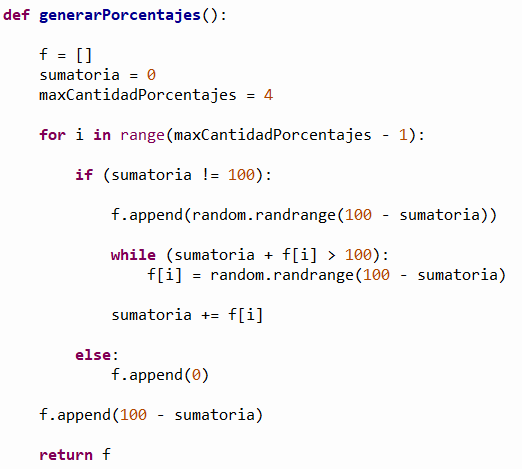 def generarPorcentajes():
    f = []
    sumatoria = 0
    maxCantidadPorcentajes = 4
    for i in range(maxCantidadPorcentajes - 1):
        if (sumatoria != 100):
            f.append(random.randrange(100 - sumatoria))
            while (sumatoria + f[i] > 100):
                f[i] = random.randrange(100 - sumatoria)
            sumatoria += f[i]
        else:
            f.append(0)
    f.append(100 - sumatoria)
    return f